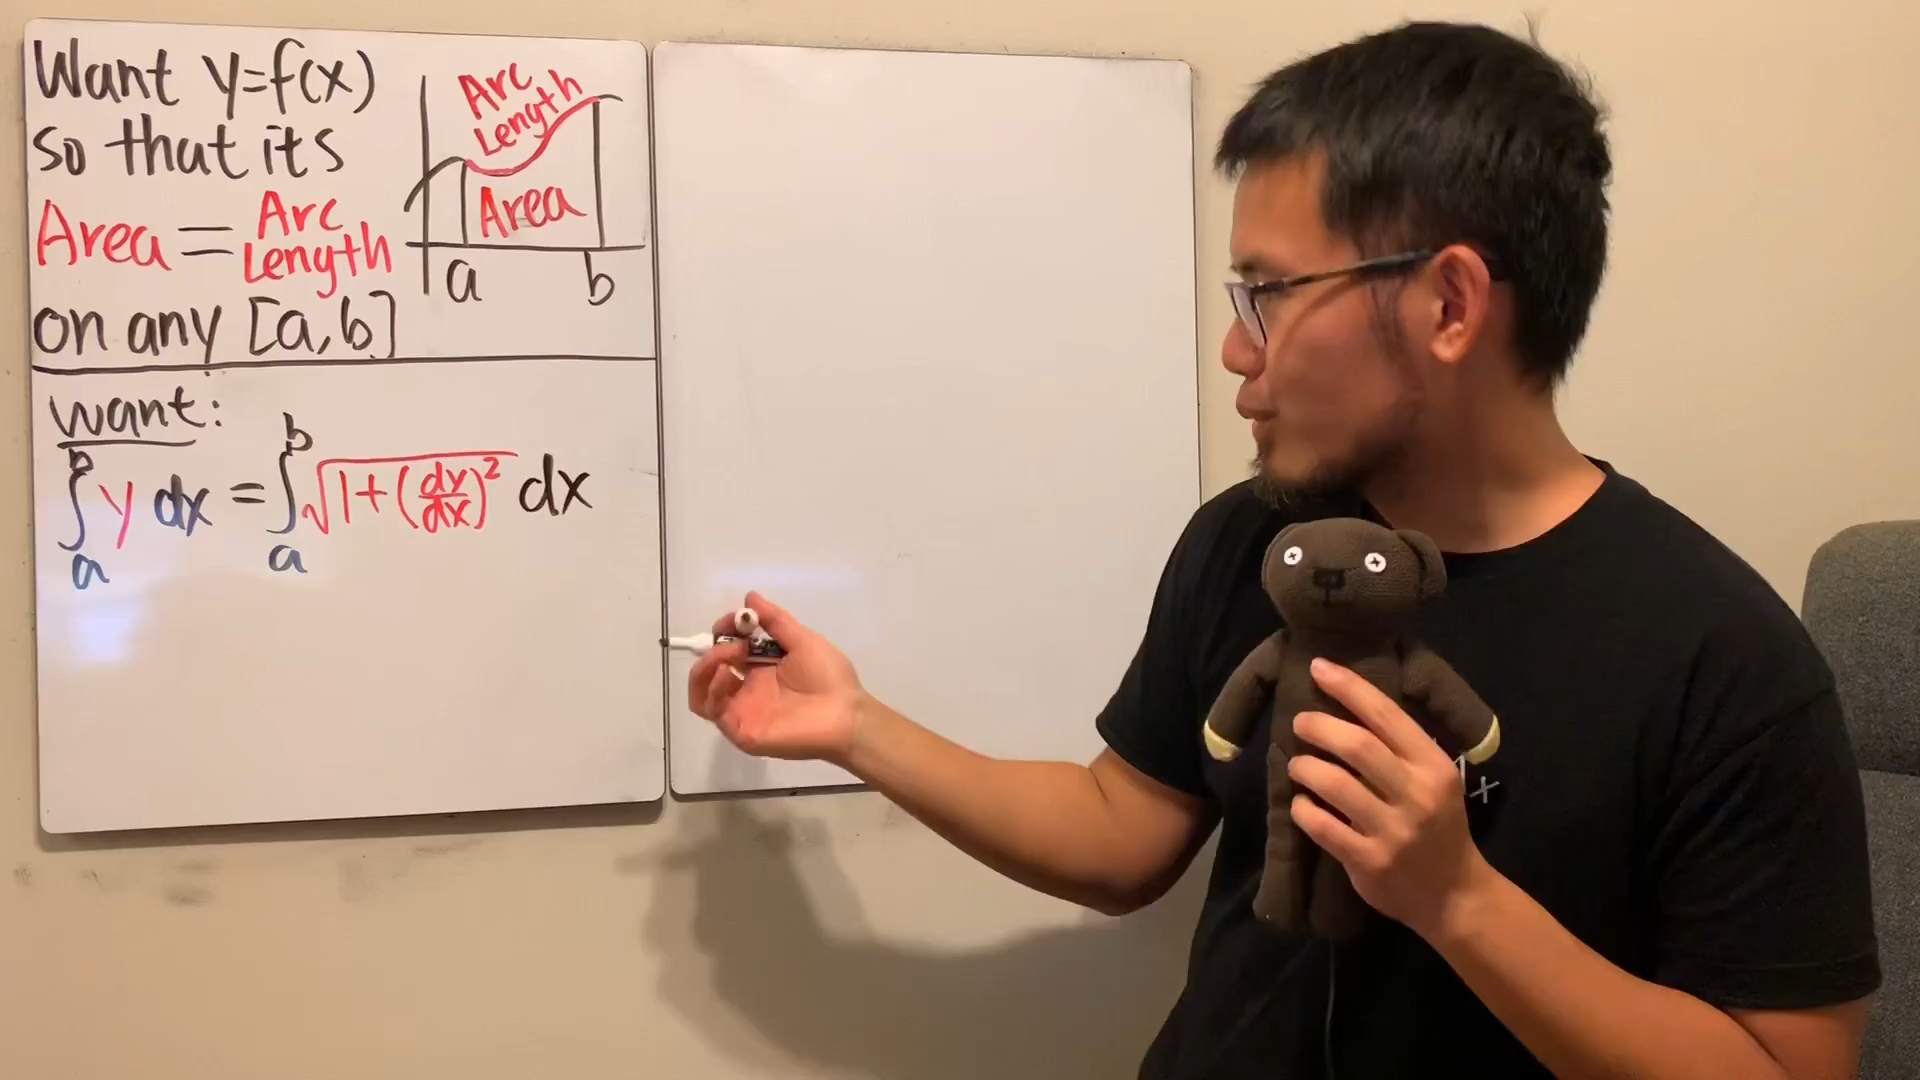 Want y=f(x)
so that its
Area = Arc Length
on any [a,b]
Arc
Length
Area
a b
want:
∫_a^b y dx = ∫_a^b √(1+(dy/dx)²) dx